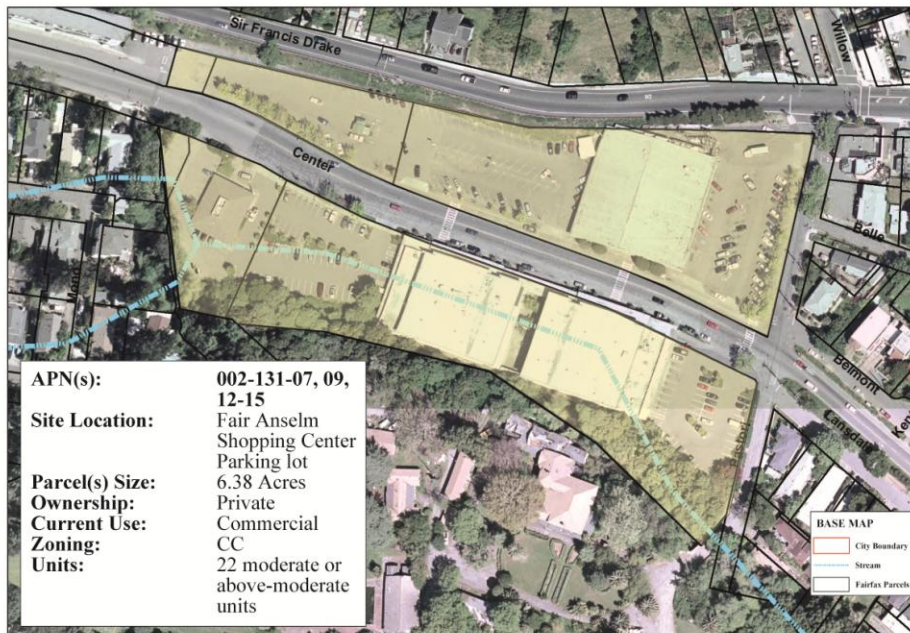 Sir Francis Drake
Willow
Center
Belle
Mono
Belmont
Lansdale
APN(s): 002-131-07, 09,
12-15
Site Location: Fair Anselm
Shopping Center
Parking lot
Parcel(s) Size: 6.38 Acres
Ownership: Private
Current Use: Commercial
Zoning: CC
Units: 22 moderate or
above-moderate
units
BASE MAP
City Boundary
Stream
Fairfax Parcels